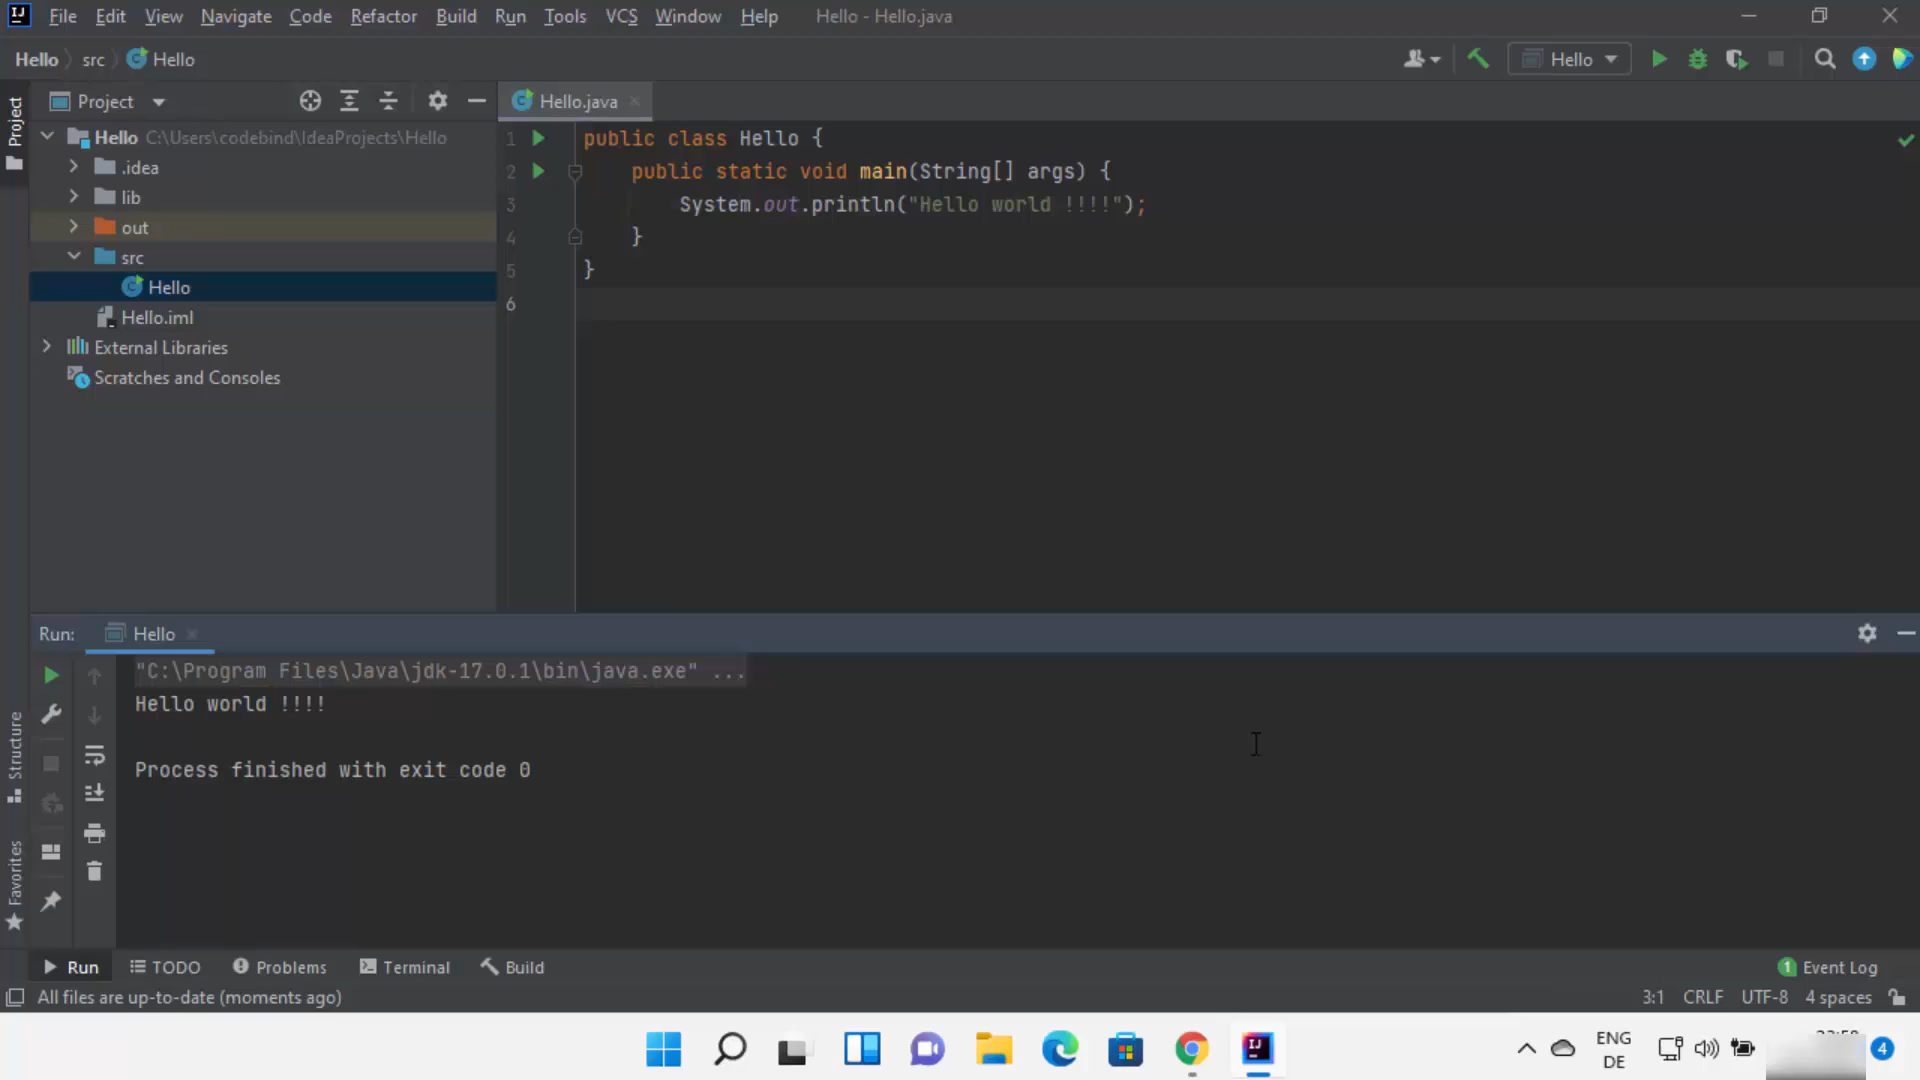 IJ File Edit View Navigate Code Refactor Build Run Tools VCS Window Help Hello - Hello.java
Hello src Hello
Hello
Project
Project
Hello.java
Hello C:\Users\codebind\IdeaProjects\Hello
.idea
lib
out
src
Hello
Hello.iml
External Libraries
Scratches and Consoles
1 public class Hello {
2 public static void main(String[] args) {
3 System.out.println("Hello world !!!!");
4 }
5 }
6
Run: Hello
"C:\Program Files\Java\jdk-17.0.1\bin\java.exe" ...
Hello world !!!!
Process finished with exit code 0
Structure
Favorites
Run TODO Problems Terminal Build 1 Event Log
All files are up-to-date (moments ago) 3:1 CRLF UTF-8 4 spaces
IJ
ENG
DE
4